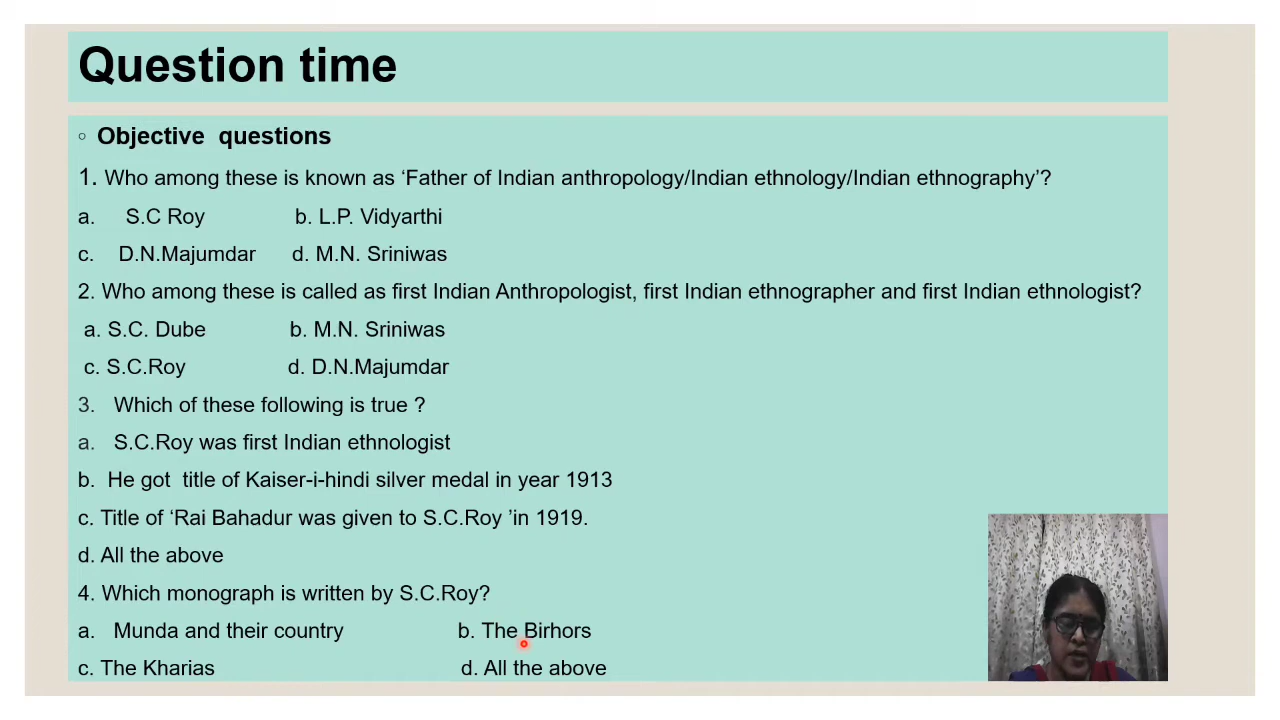 Question time
◦ Objective questions
1. Who among these is known as ‘Father of Indian anthropology/Indian ethnology/Indian ethnography’?
a. S.C Roy b. L.P. Vidyarthi
c. D.N.Majumdar d. M.N. Sriniwas
2. Who among these is called as first Indian Anthropologist, first Indian ethnographer and first Indian ethnologist?
a. S.C. Dube b. M.N. Sriniwas
c. S.C.Roy d. D.N.Majumdar
3. Which of these following is true ?
a. S.C.Roy was first Indian ethnologist
b. He got title of Kaiser-i-hindi silver medal in year 1913
c. Title of ‘Rai Bahadur was given to S.C.Roy ’in 1919.
d. All the above
4. Which monograph is written by S.C.Roy?
a. Munda and their country b. The Birhors
c. The Kharias d. All the above